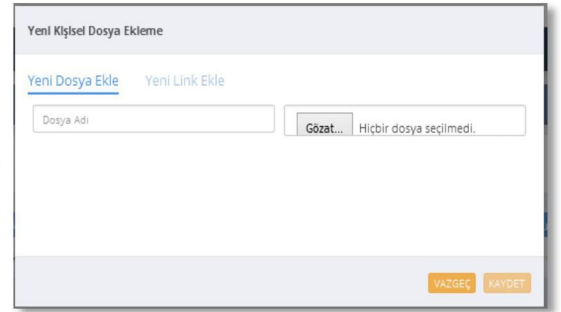 Yeni Kişisel Dosya Ekleme
Yeni Dosya Ekle Yeni Link Ekle
Dosya Adı Gözat... Hiçbir dosya seçilmedi.
VAZGEÇ KAYDET